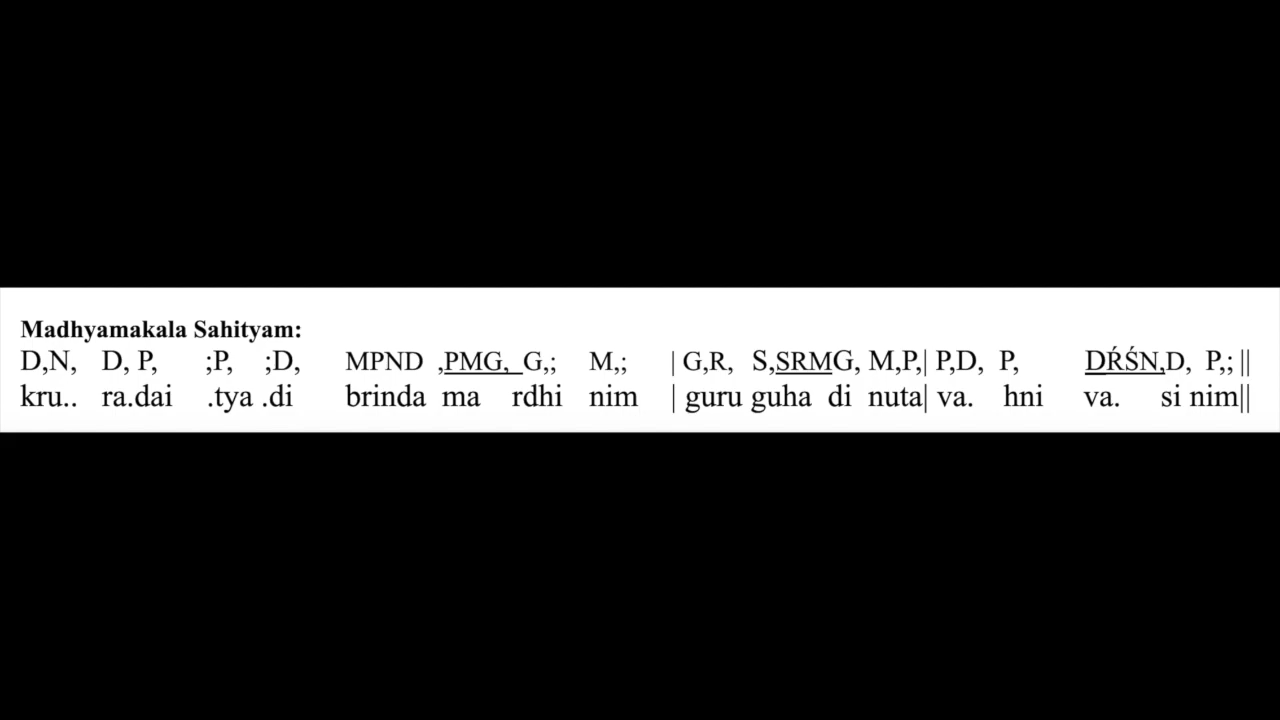 Madhyamakala Sahityam:
D,N, D, P, ;P, ;D, MPND ,PMG, G,; M,; | G,R, S,SRMG, M,P,| P,D, P, DŔŚN,D, P,; ||
kru.. ra.dai .tya .di brinda ma rdhi nim | guru guha di nuta| va. hni va. si nim||